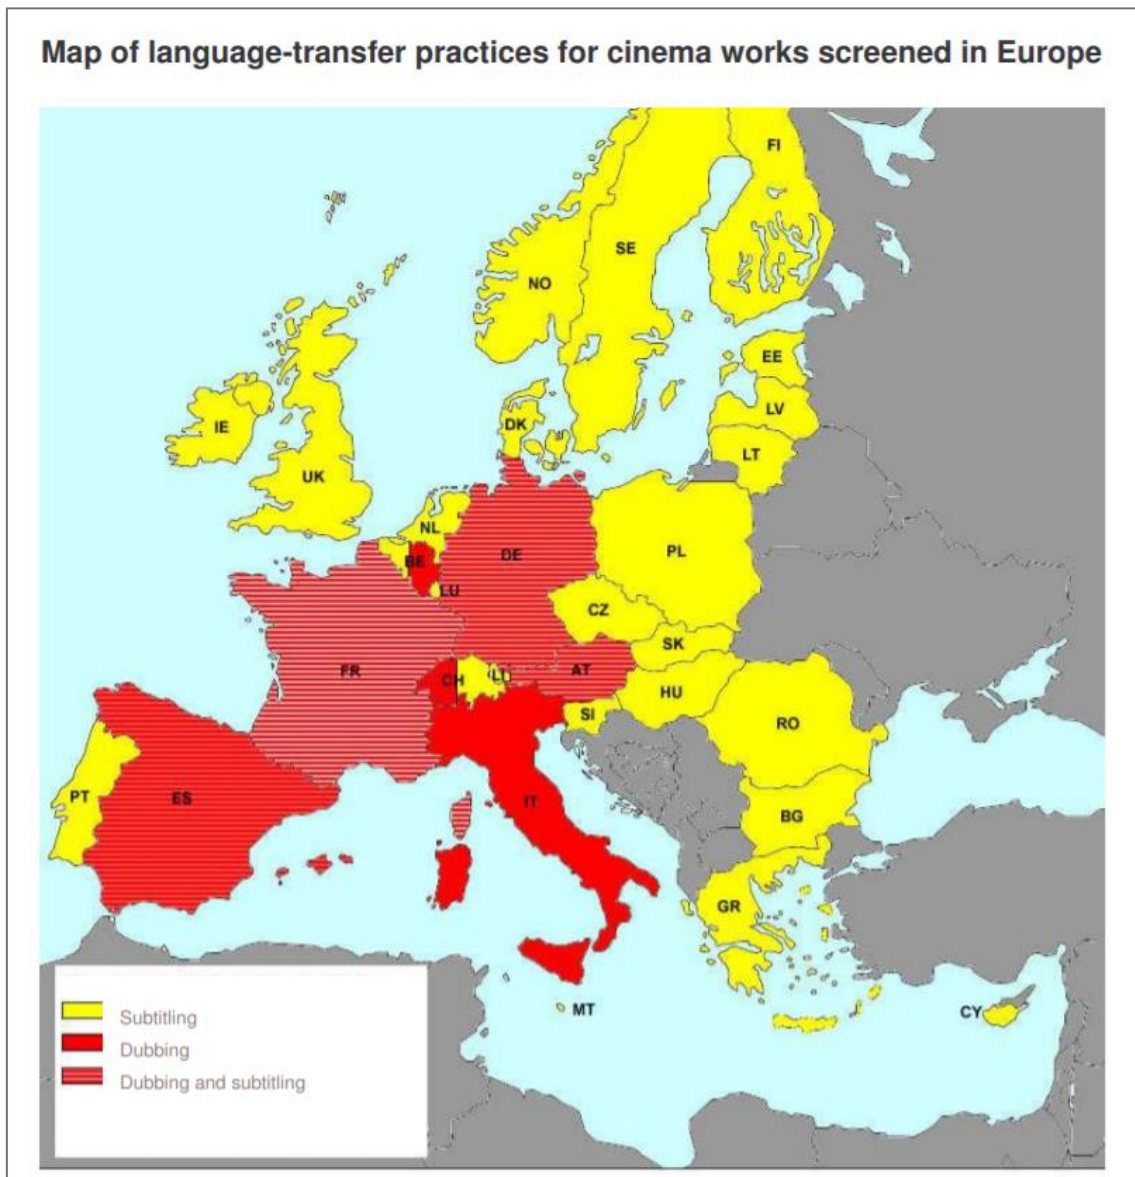 Map of language-transfer practices for cinema works screened in Europe
FI
SE
NO
EE
LV
DK
IE
LT
UK
NL
BE
DE
PL
LU
CZ
SK
FR
CH
LI
AT
HU
SI
RO
PT
ES
IT
BG
GR
MT
CY
Subtitling
Dubbing
Dubbing and subtitling